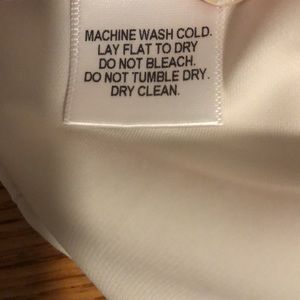 MACHINE WASH COLD.
LAY FLAT TO DRY
DO NOT BLEACH.
DO NOT TUMBLE DRY.
DRY CLEAN.